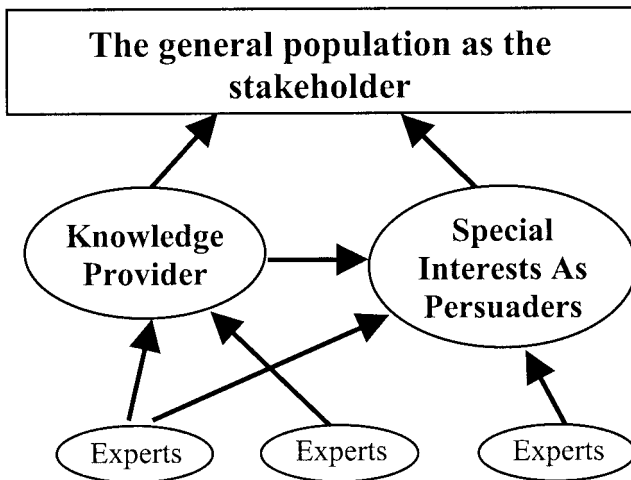 The general population as the
stakeholder
Knowledge
Provider
Special
Interests As
Persuaders
Experts
Experts
Experts